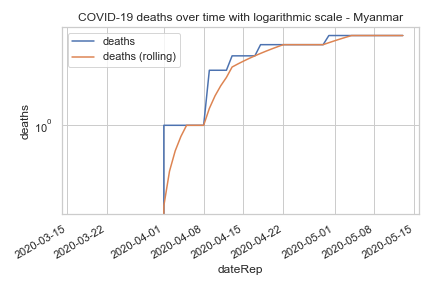 COVID-19 deaths over time with logarithmic scale - Myanmar
deaths
deaths (rolling)
deaths
10⁰
2020-03-15
2020-03-22
2020-04-01
2020-04-08
2020-04-15
2020-04-22
2020-05-01
2020-05-08
2020-05-15
dateRep